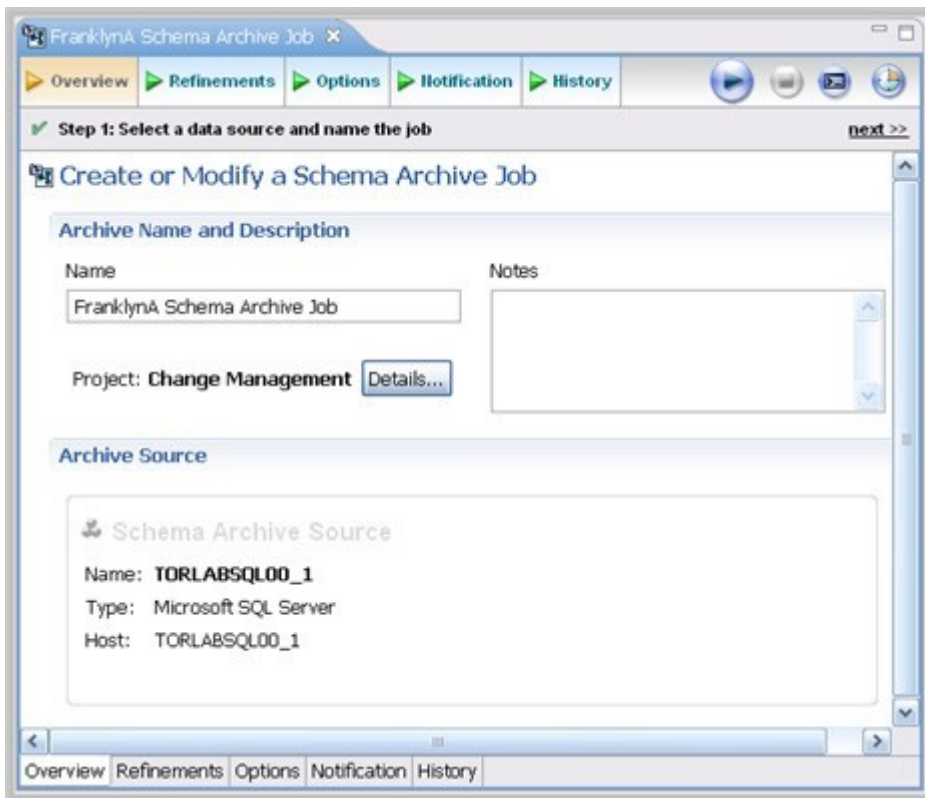 FranklynA Schema Archive Job
Overview Refinements Options Notification History
Step 1: Select a data source and name the job next >>
Create or Modify a Schema Archive Job
Archive Name and Description
Name Notes
FranklynA Schema Archive Job
Project: Change Management Details...
Archive Source
Schema Archive Source
Name: TORLABSQL00_1
Type: Microsoft SQL Server
Host: TORLABSQL00_1
Overview Refinements Options Notification History